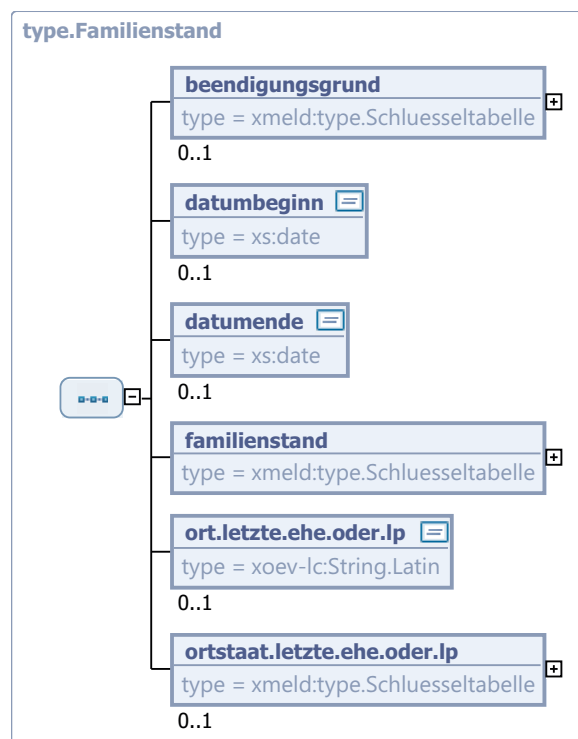 type.Familienstand
beendigungsgrund
type = xmeld:type.Schluesseltabelle
0..1
datumbeginn
type = xs:date
0..1
datumende
type = xs:date
0..1
familienstand
type = xmeld:type.Schluesseltabelle
ort.letzte.ehe.oder.lp
type = xoev-lc:String.Latin
0..1
ortstaat.letzte.ehe.oder.lp
type = xmeld:type.Schluesseltabelle
0..1